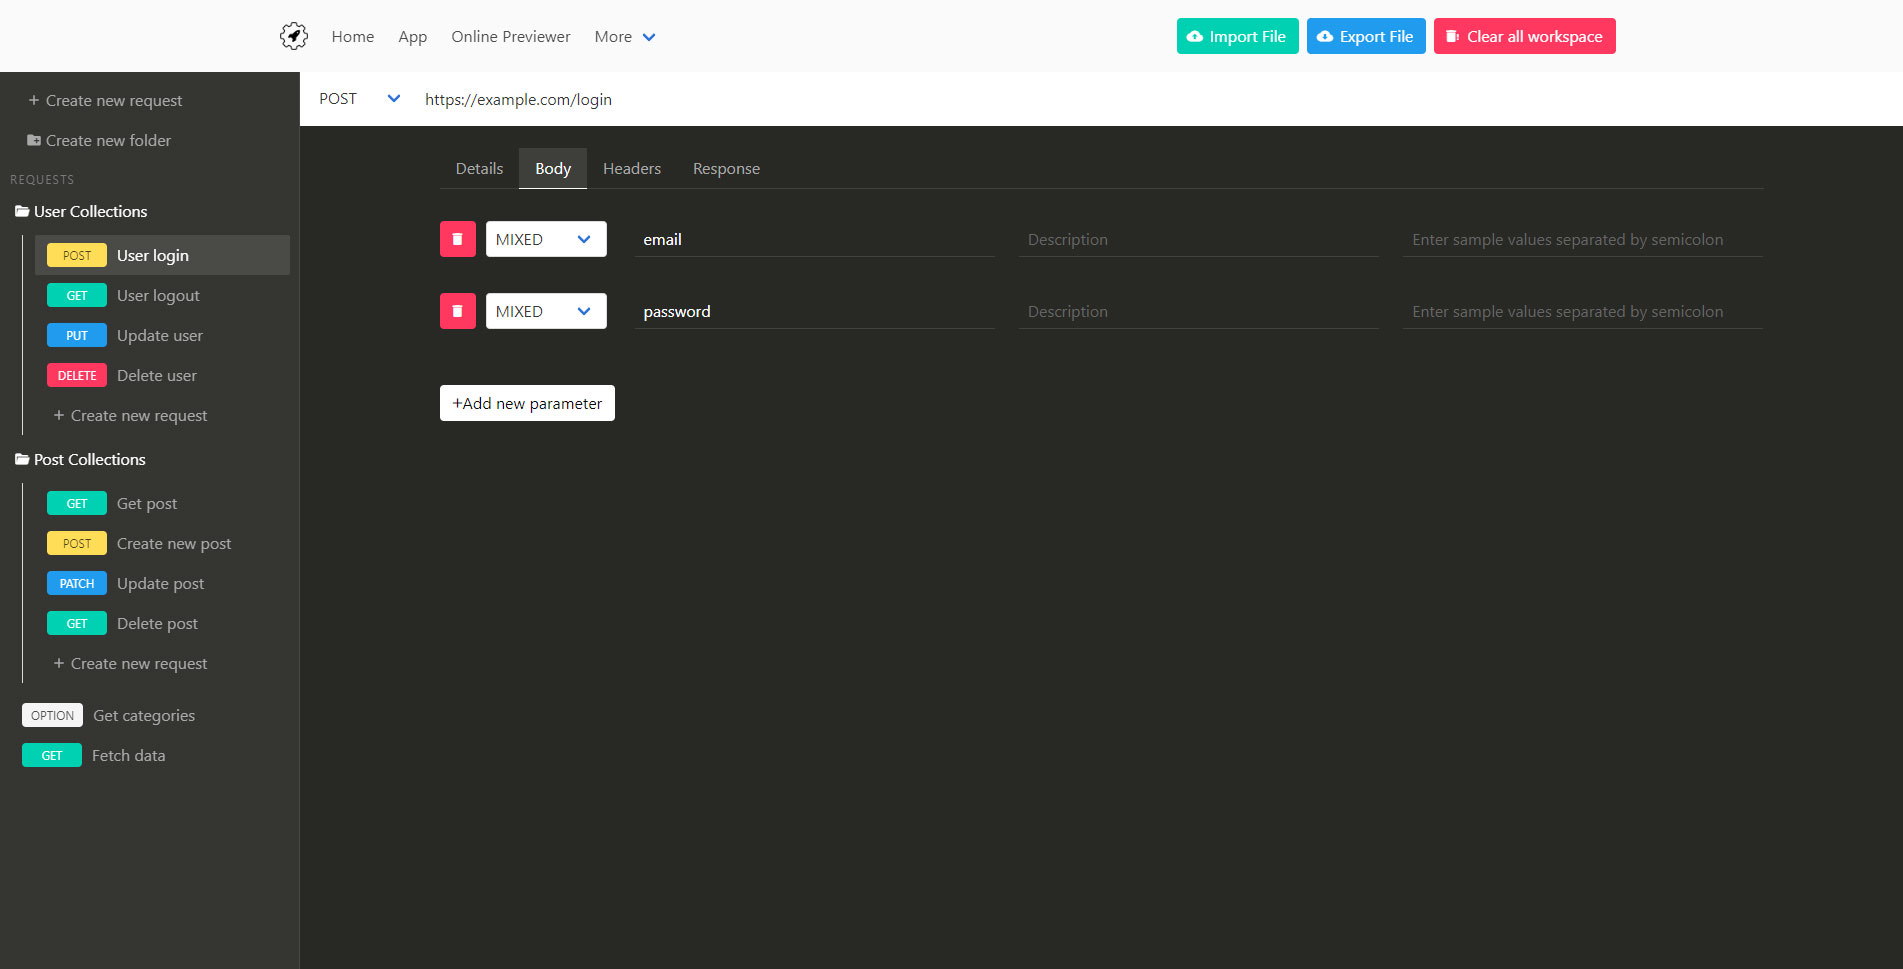 Home App Online Previewer More Import File Export File Clear all workspace
+ Create new request
Create new folder
REQUESTS
User Collections
POST User login
GET User logout
PUT Update user
DELETE Delete user
+ Create new request
Post Collections
GET Get post
POST Create new post
PATCH Update post
GET Delete post
+ Create new request
OPTION Get categories
GET Fetch data
POST https://example.com/login
Details Body Headers Response
MIXED email Description Enter sample values separated by semicolon
MIXED password Description Enter sample values separated by semicolon
+Add new parameter